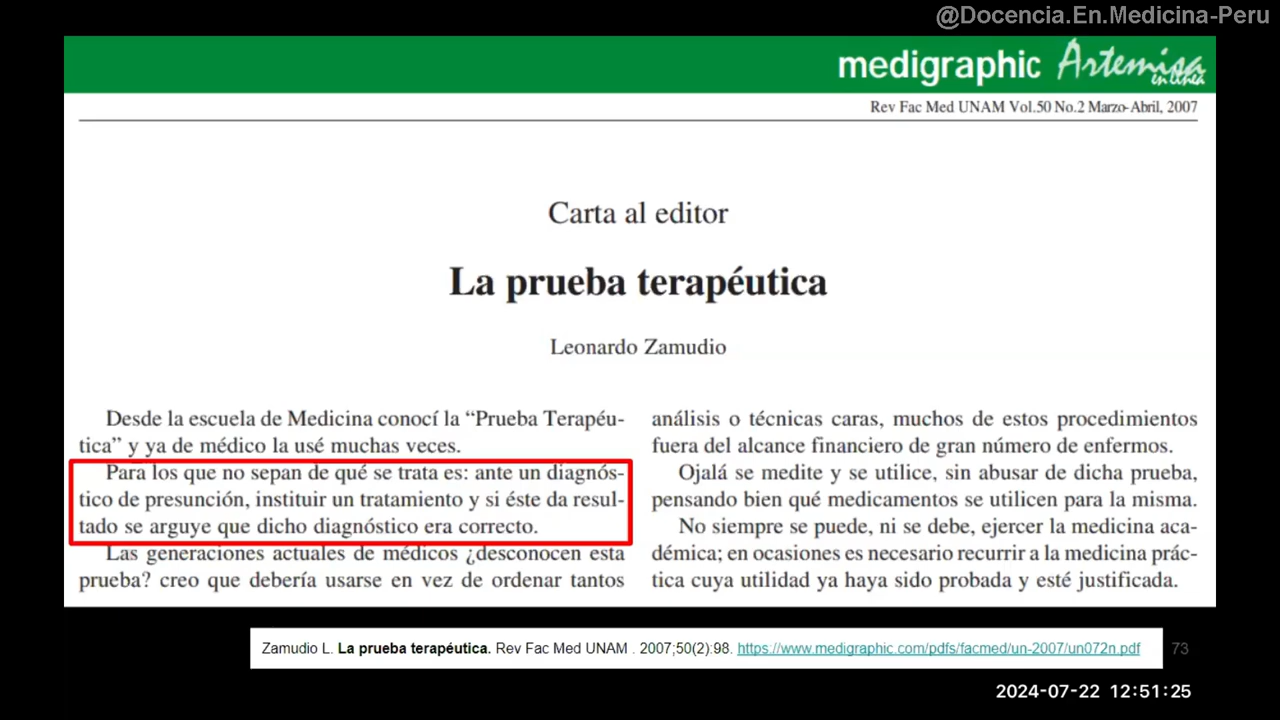 @Docencia.En.Medicina-Peru
medigraphic Artemisa
en línea
Rev Fac Med UNAM Vol.50 No.2 Marzo-Abril, 2007
Carta al editor
La prueba terapéutica
Leonardo Zamudio
Desde la escuela de Medicina conocí la “Prueba Terapéu-
tica” y ya de médico la usé muchas veces.
Para los que no sepan de qué se trata es: ante un diagnós-
tico de presunción, instituir un tratamiento y si éste da resul-
tado se arguye que dicho diagnóstico era correcto.
Las generaciones actuales de médicos ¿desconocen esta
prueba? creo que debería usarse en vez de ordenar tantos
análisis o técnicas caras, muchos de estos procedimientos
fuera del alcance financiero de gran número de enfermos.
Ojalá se medite y se utilice, sin abusar de dicha prueba,
pensando bien qué medicamentos se utilicen para la misma.
No siempre se puede, ni se debe, ejercer la medicina aca-
démica; en ocasiones es necesario recurrir a la medicina prác-
tica cuya utilidad ya haya sido probada y esté justificada.
Zamudio L. La prueba terapéutica. Rev Fac Med UNAM . 2007;50(2):98. https://www.medigraphic.com/pdfs/facmed/un-2007/un072n.pdf
73
2024-07-22 12:51:25